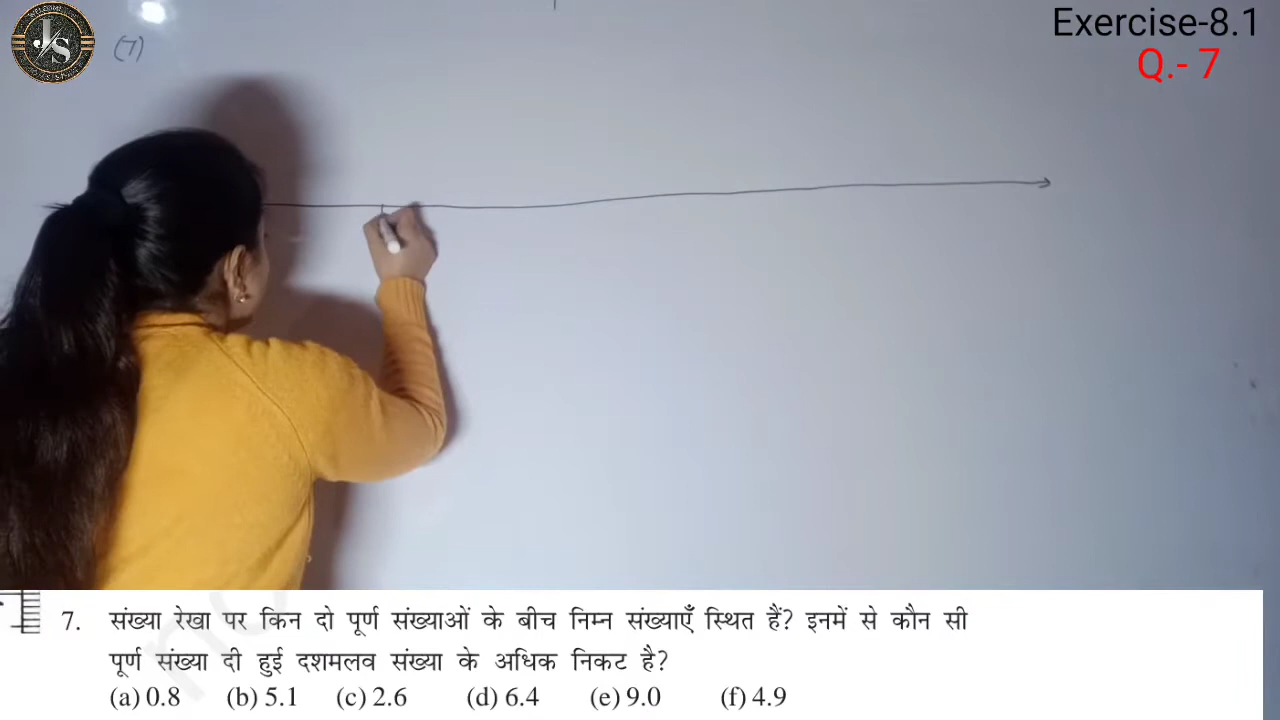 WELCOME
J/S
Exercise-8.1
Q.- 7
(7)
7. संख्या रेखा पर किन दो पूर्ण संख्याओं के बीच निम्न संख्याएँ स्थित हैं? इनमें से कौन सी
पूर्ण संख्या दी हुई दशमलव संख्या के अधिक निकट है?
(a) 0.8 (b) 5.1 (c) 2.6 (d) 6.4 (e) 9.0 (f) 4.9